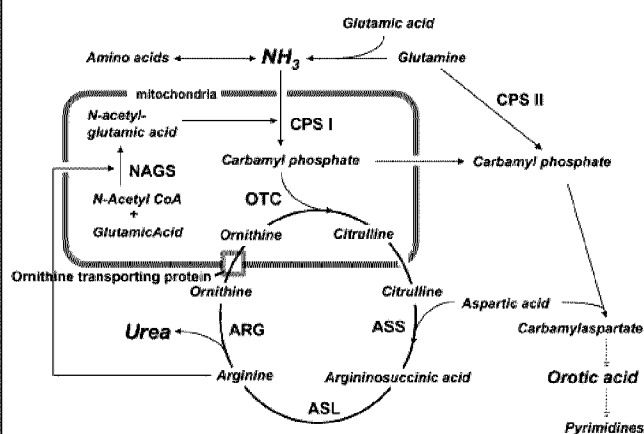 Glutamic acid
Amino acids
NH3
Glutamine
mitochondria
CPS II
N-acetyl-
glutamic acid
CPS I
NAGS
Carbamyl phosphate
Carbamyl phosphate
N-Acetyl CoA
+
GlutamicAcid
OTC
Ornithine
Citrulline
Ornithine transporting protein
Ornithine
Citrulline
Aspartic acid
Urea
ARG
ASS
Carbamylaspartate
Arginine
Argininosuccinic acid
Orotic acid
ASL
Pyrimidines